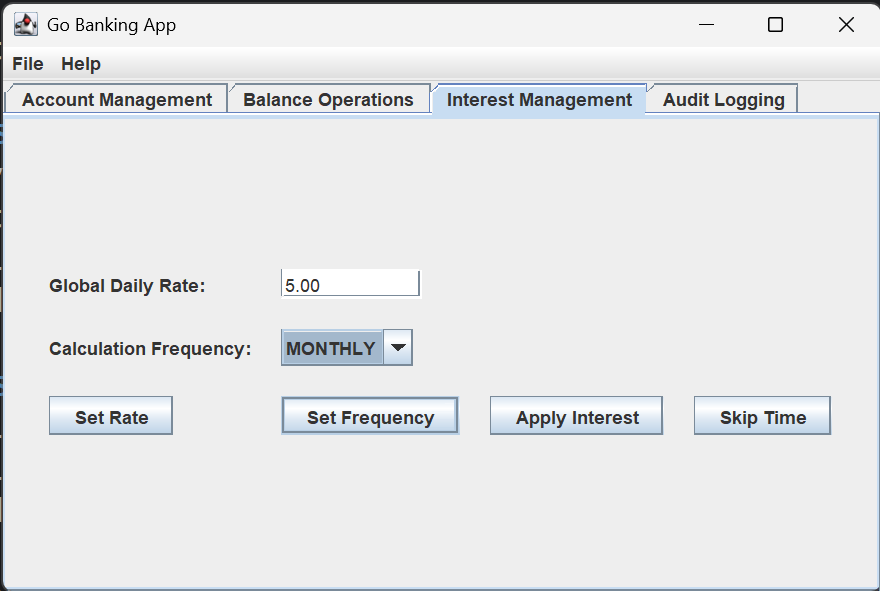 Go Banking App
File Help
Account Management Balance Operations Interest Management Audit Logging
Global Daily Rate: 5.00
Calculation Frequency: MONTHLY
Set Rate Set Frequency Apply Interest Skip Time